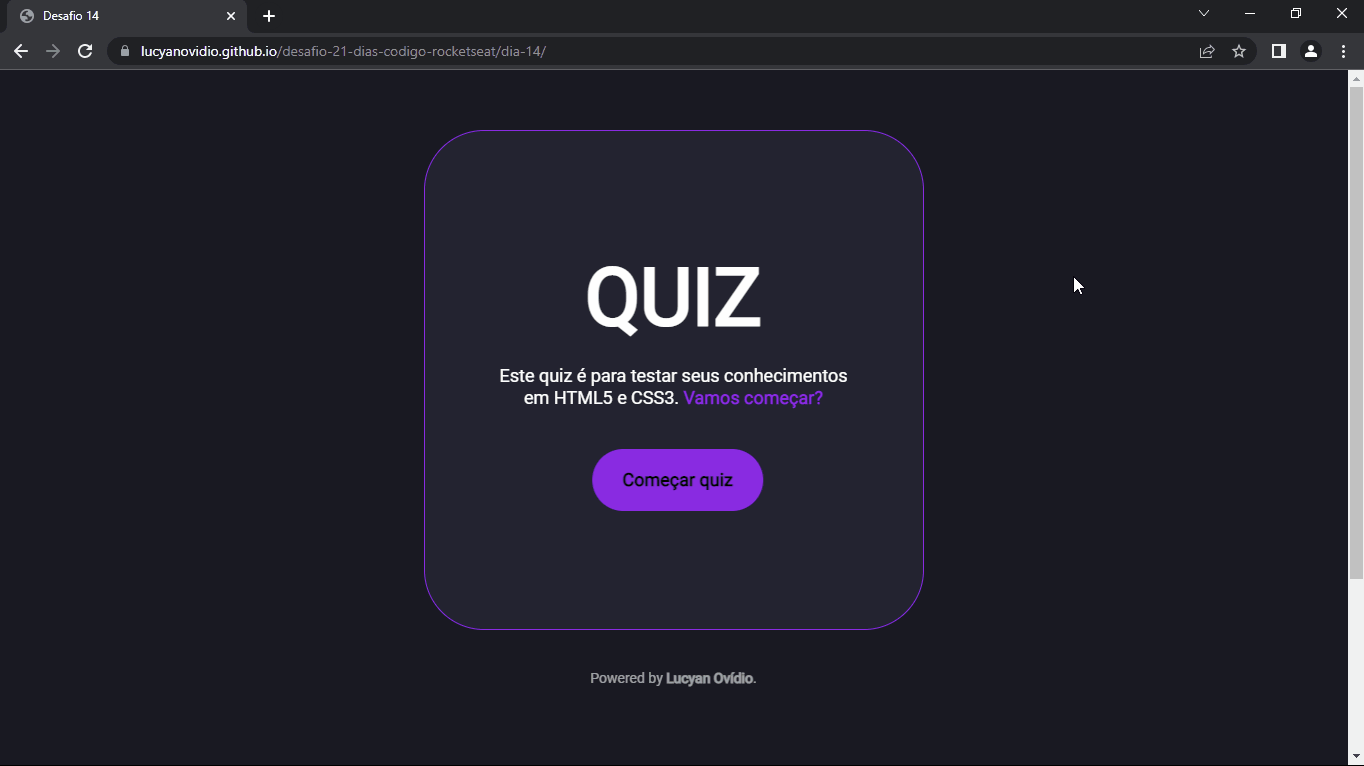 Desafio 14
lucyanovidio.github.io/desafio-21-dias-codigo-rocketseat/dia-14/
QUIZ
Este quiz é para testar seus conhecimentos
em HTML5 e CSS3. Vamos começar?
Começar quiz
Powered by Lucyan Ovídio.